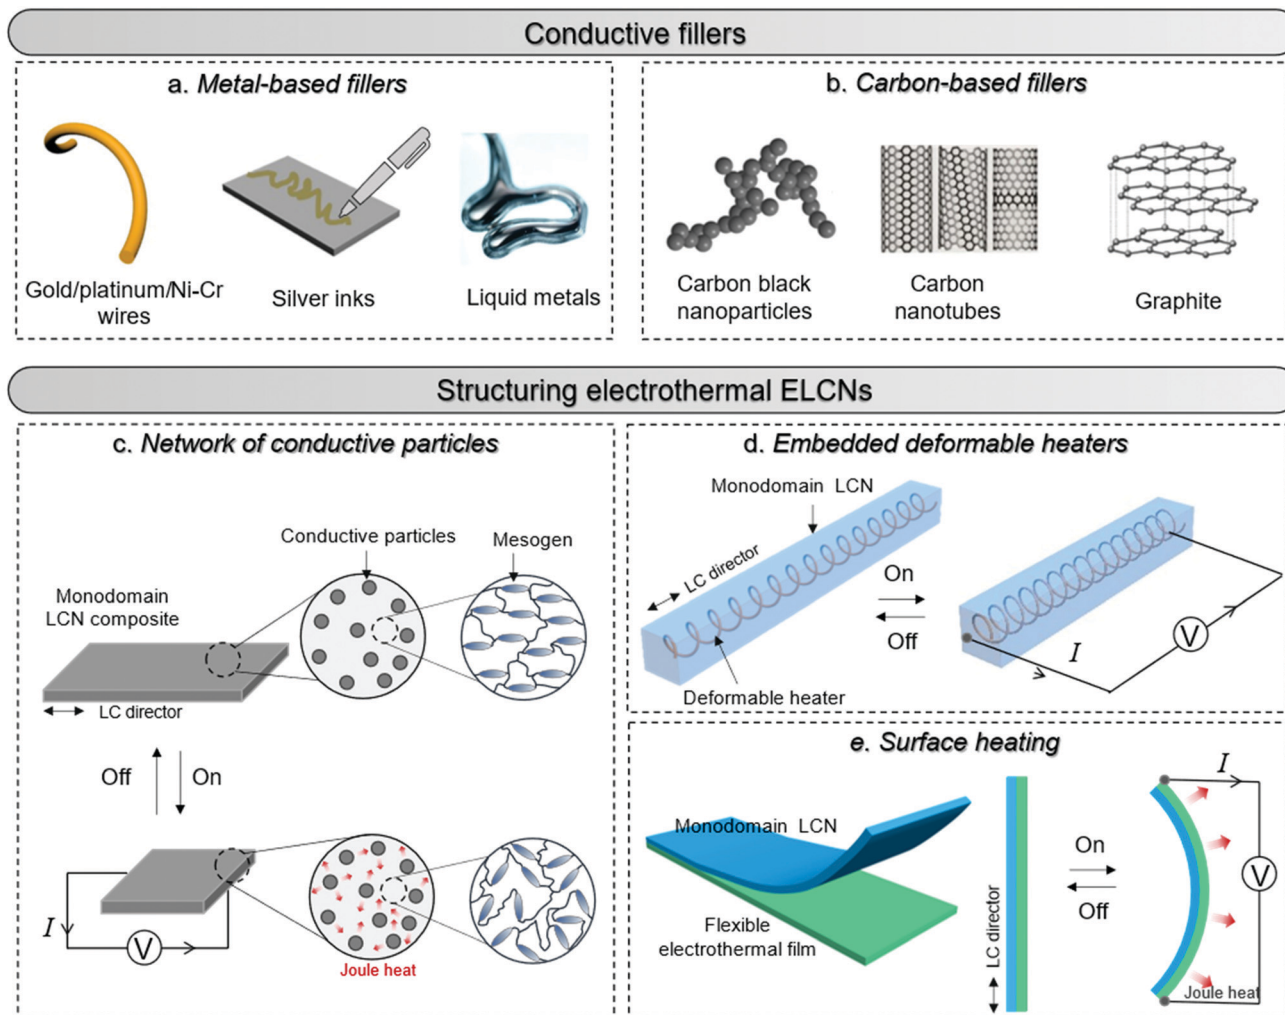 Conductive fillers
a. Metal-based fillers
Gold/platinum/Ni-Cr
wires
Silver inks
Liquid metals
b. Carbon-based fillers
Carbon black
nanoparticles
Carbon
nanotubes
Graphite
Structuring electrothermal ELCNs
c. Network of conductive particles
Conductive particles
Mesogen
Monodomain
LCN composite
LC director
Off
On
I
V
Joule heat
d. Embedded deformable heaters
Monodomain LCN
LC director
On
Off
Deformable heater
I
V
e. Surface heating
Monodomain LCN
Flexible
electrothermal film
LC director
On
Off
I
V
Joule heat